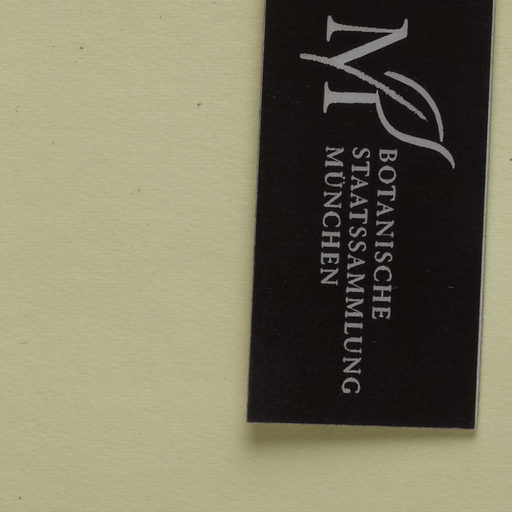 M
BOTANISCHE
STAATSSAMMLUNG
MÜNCHEN